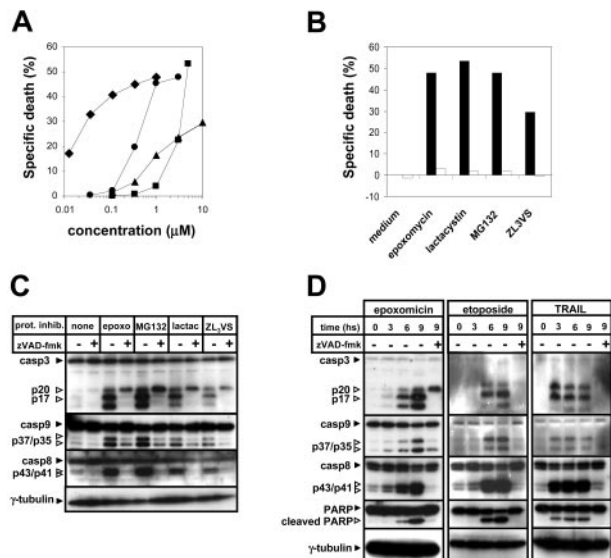 A
Specific death (%)
60
50
40
30
20
10
0
0.01 0.1 1 10
concentration (µM)
B
Specific death (%)
60
50
40
30
20
10
0
-10
medium
epoxomycin
lactacystin
MG132
ZL3VS
C
prot. inhib. none epoxo MG132 lactac ZL3VS
zVAD-fmk - + - + - + - + - +
casp3
p20
p17
casp9
p37/p35
casp8
p43/p41
γ-tubulin
D
epoxomicin etoposide TRAIL
time (hs) 0 3 6 9 9 0 3 6 9 9 0 3 6 9 9
zVAD-fmk + + +
casp3
p20
p17
casp9
p37/p35
casp8
p43/p41
PARP
cleaved PARP
γ-tubulin